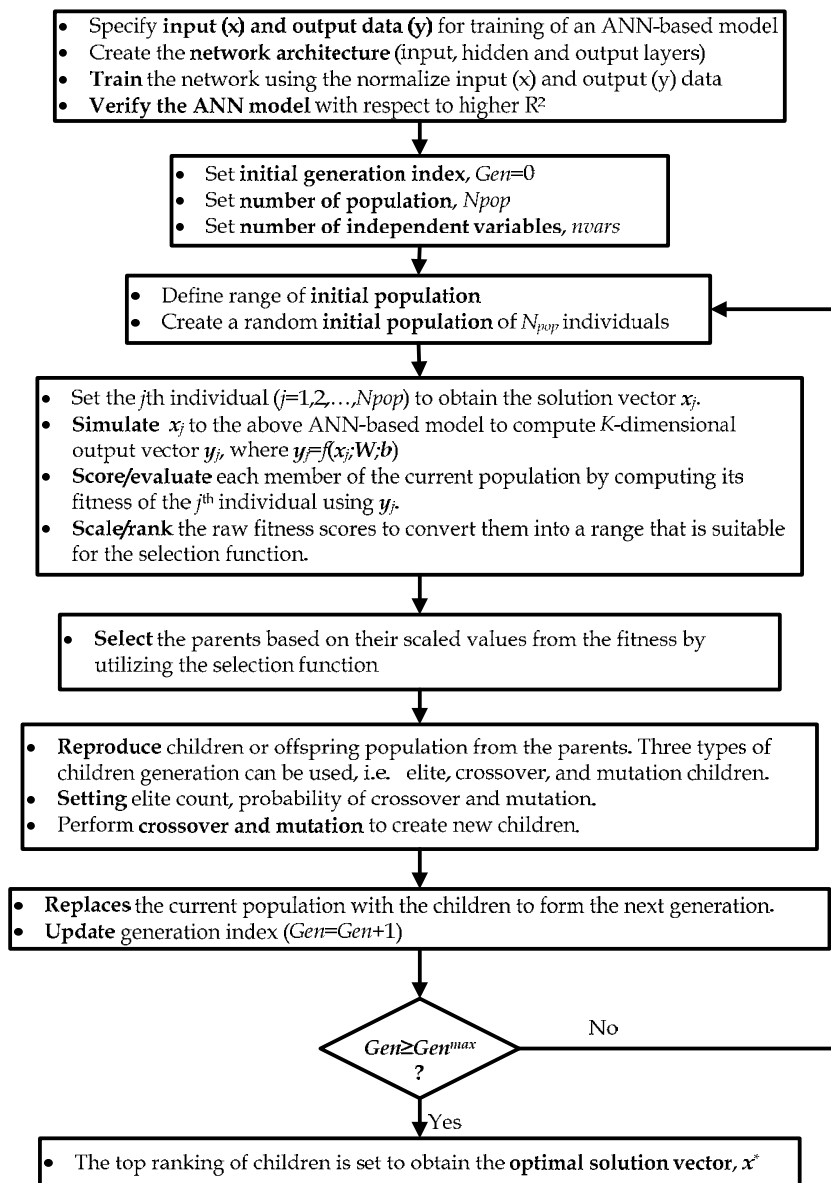 • Specify input (x) and output data (y) for training of an ANN-based model
• Create the network architecture (input, hidden and output layers)
• Train the network using the normalize input (x) and output (y) data
• Verify the ANN model with respect to higher R²
• Set initial generation index, Gen=0
• Set number of population, Npop
• Set number of independent variables, nvars
• Define range of initial population
• Create a random initial population of Npop individuals
• Set the jth individual (j=1,2,…,Npop) to obtain the solution vector xj.
• Simulate xj to the above ANN-based model to compute K-dimensional
output vector yj, where yj=f(xj;W;b)
• Score/evaluate each member of the current population by computing its
fitness of the jth individual using yj.
• Scale/rank the raw fitness scores to convert them into a range that is suitable
for the selection function.
• Select the parents based on their scaled values from the fitness by
utilizing the selection function
• Reproduce children or offspring population from the parents. Three types of
children generation can be used, i.e. elite, crossover, and mutation children.
• Setting elite count, probability of crossover and mutation.
• Perform crossover and mutation to create new children.
• Replaces the current population with the children to form the next generation.
• Update generation index (Gen=Gen+1)
No
Gen≥Genmax
?
Yes
• The top ranking of children is set to obtain the optimal solution vector, x*